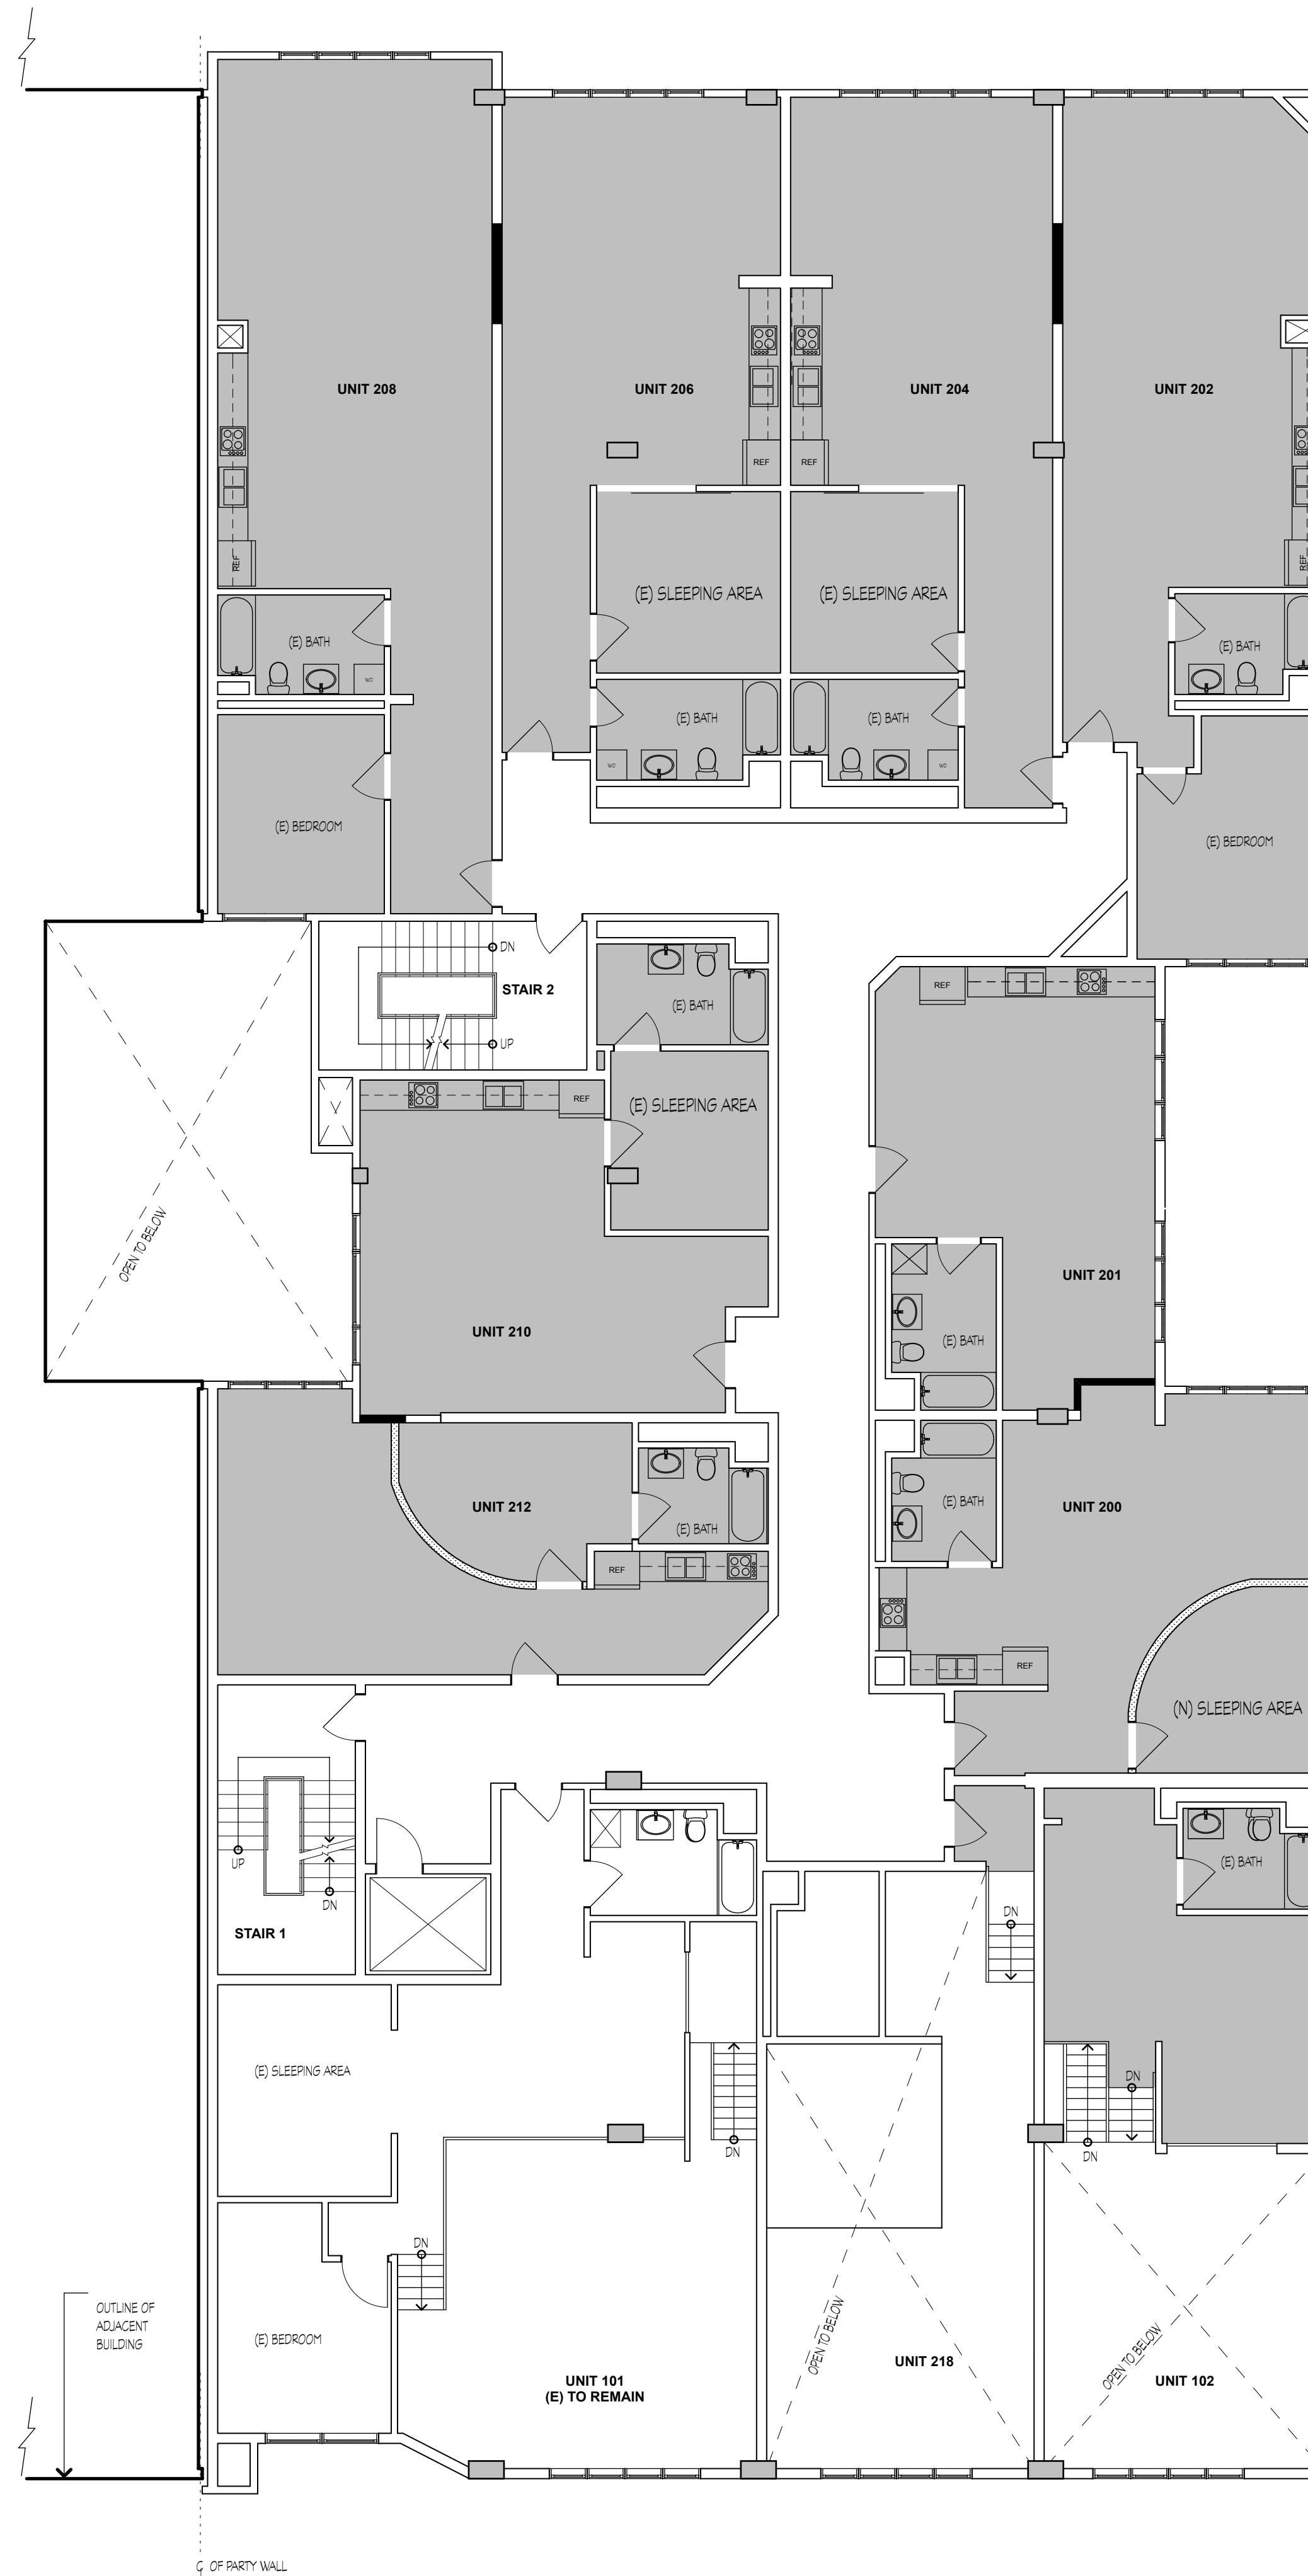 UNIT 208
UNIT 206
UNIT 204
UNIT 202
REF
REF
REF
REF
(E) SLEEPING AREA
(E) SLEEPING AREA
(E) BATH
WD
(E) BATH
(E) BATH
WD
(E) BATH
WD
(E) BEDROOM
(E) BEDROOM
DN
STAIR 2
UP
(E) BATH
REF
REF
(E) SLEEPING AREA
OPEN TO BELOW
UNIT 201
UNIT 210
(E) BATH
UNIT 212
(E) BATH
(E) BATH
UNIT 200
REF
REF
(N) SLEEPING AREA
UP
DN
STAIR 1
(E) BATH
DN
(E) SLEEPING AREA
DN
DN
DN
DN
OUTLINE OF
ADJACENT
BUILDING
(E) BEDROOM
OPEN TO BELOW
OPEN TO BELOW
UNIT 218
UNIT 101
(E) TO REMAIN
UNIT 102
℄ OF PARTY WALL